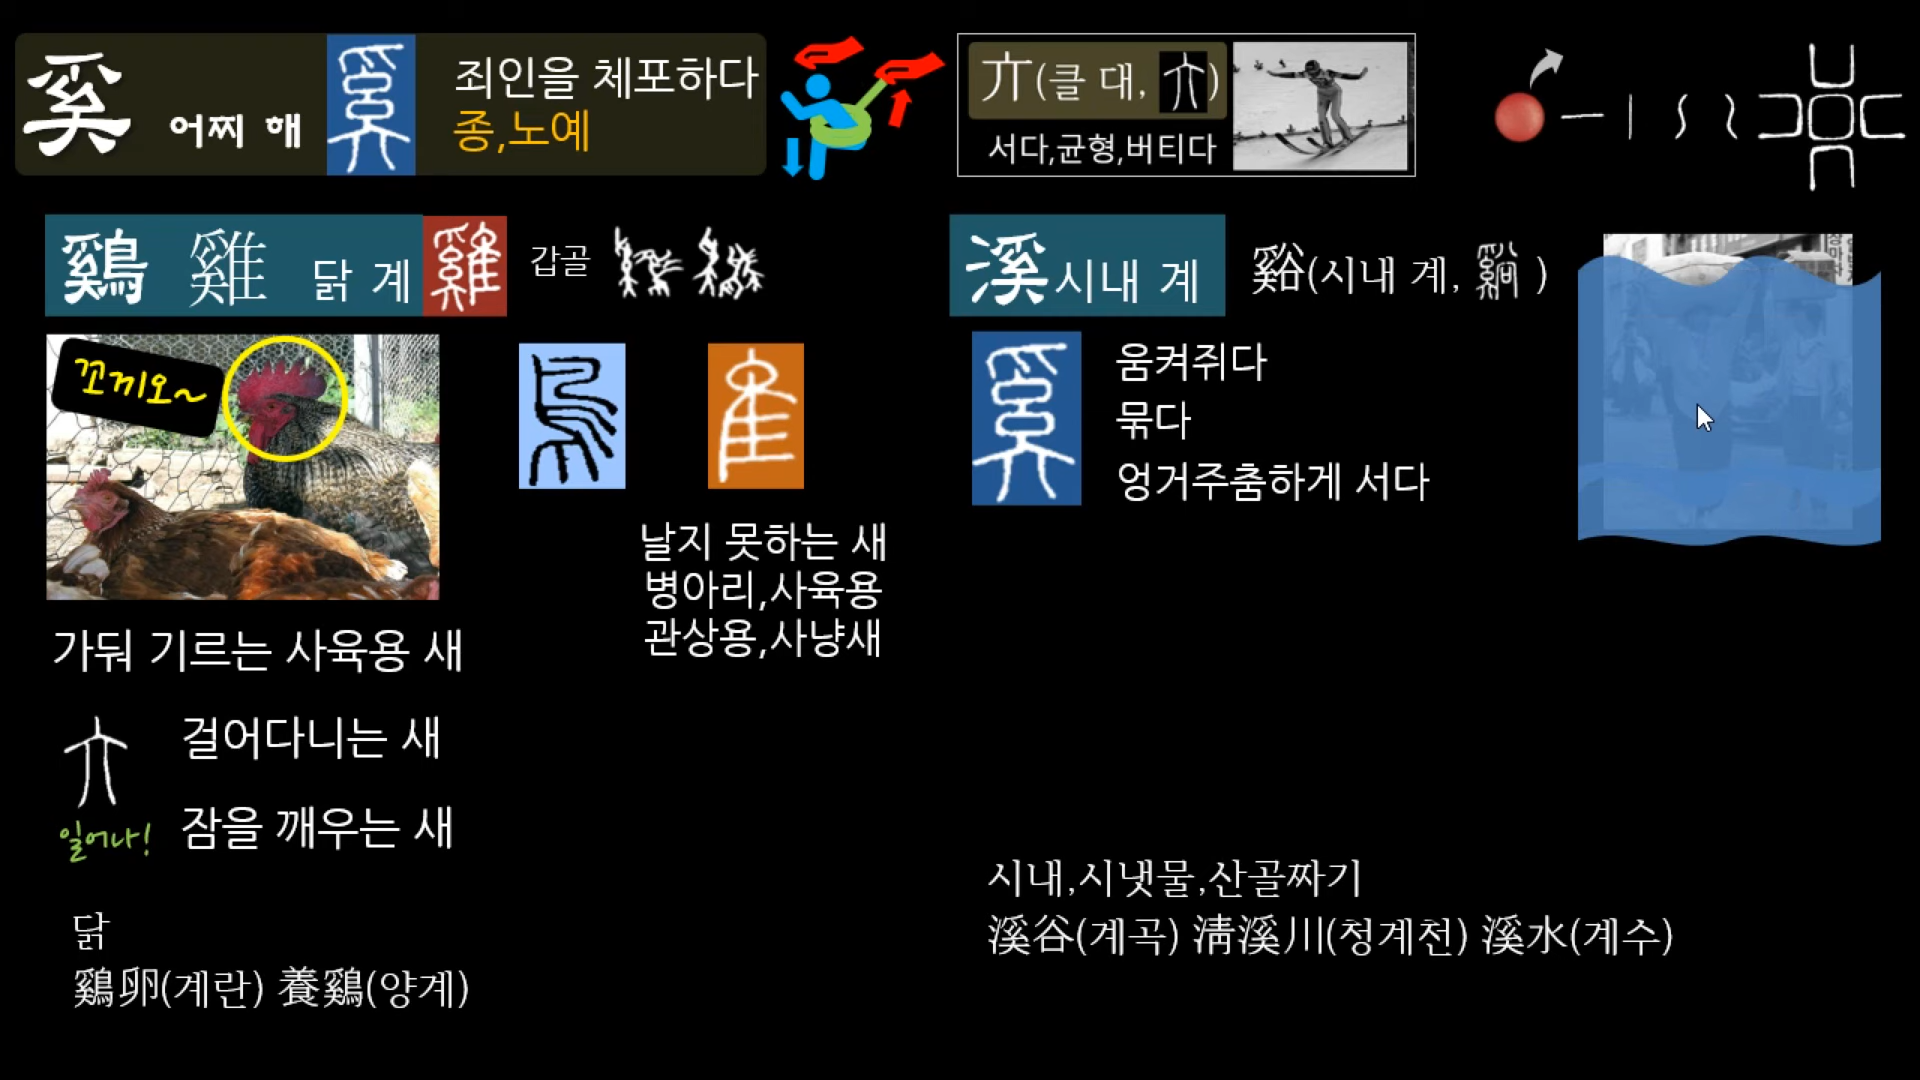 奚 어찌 해
죄인을 체포하다
종,노예
亣(클 대, )
서다,균형,버티다
鷄 雞 닭 계
갑골
꼬끼오~
날지 못하는 새
병아리,사육용
관상용,사냥새
가둬 기르는 사육용 새
걸어다니는 새
일어나!
잠을 깨우는 새
닭
鷄卵(계란) 養鷄(양계)
溪 시내 계
谿(시내 계, )
움켜쥐다
묶다
엉거주춤하게 서다
시내,시냇물,산골짜기
溪谷(계곡) 淸溪川(청계천) 溪水(계수)